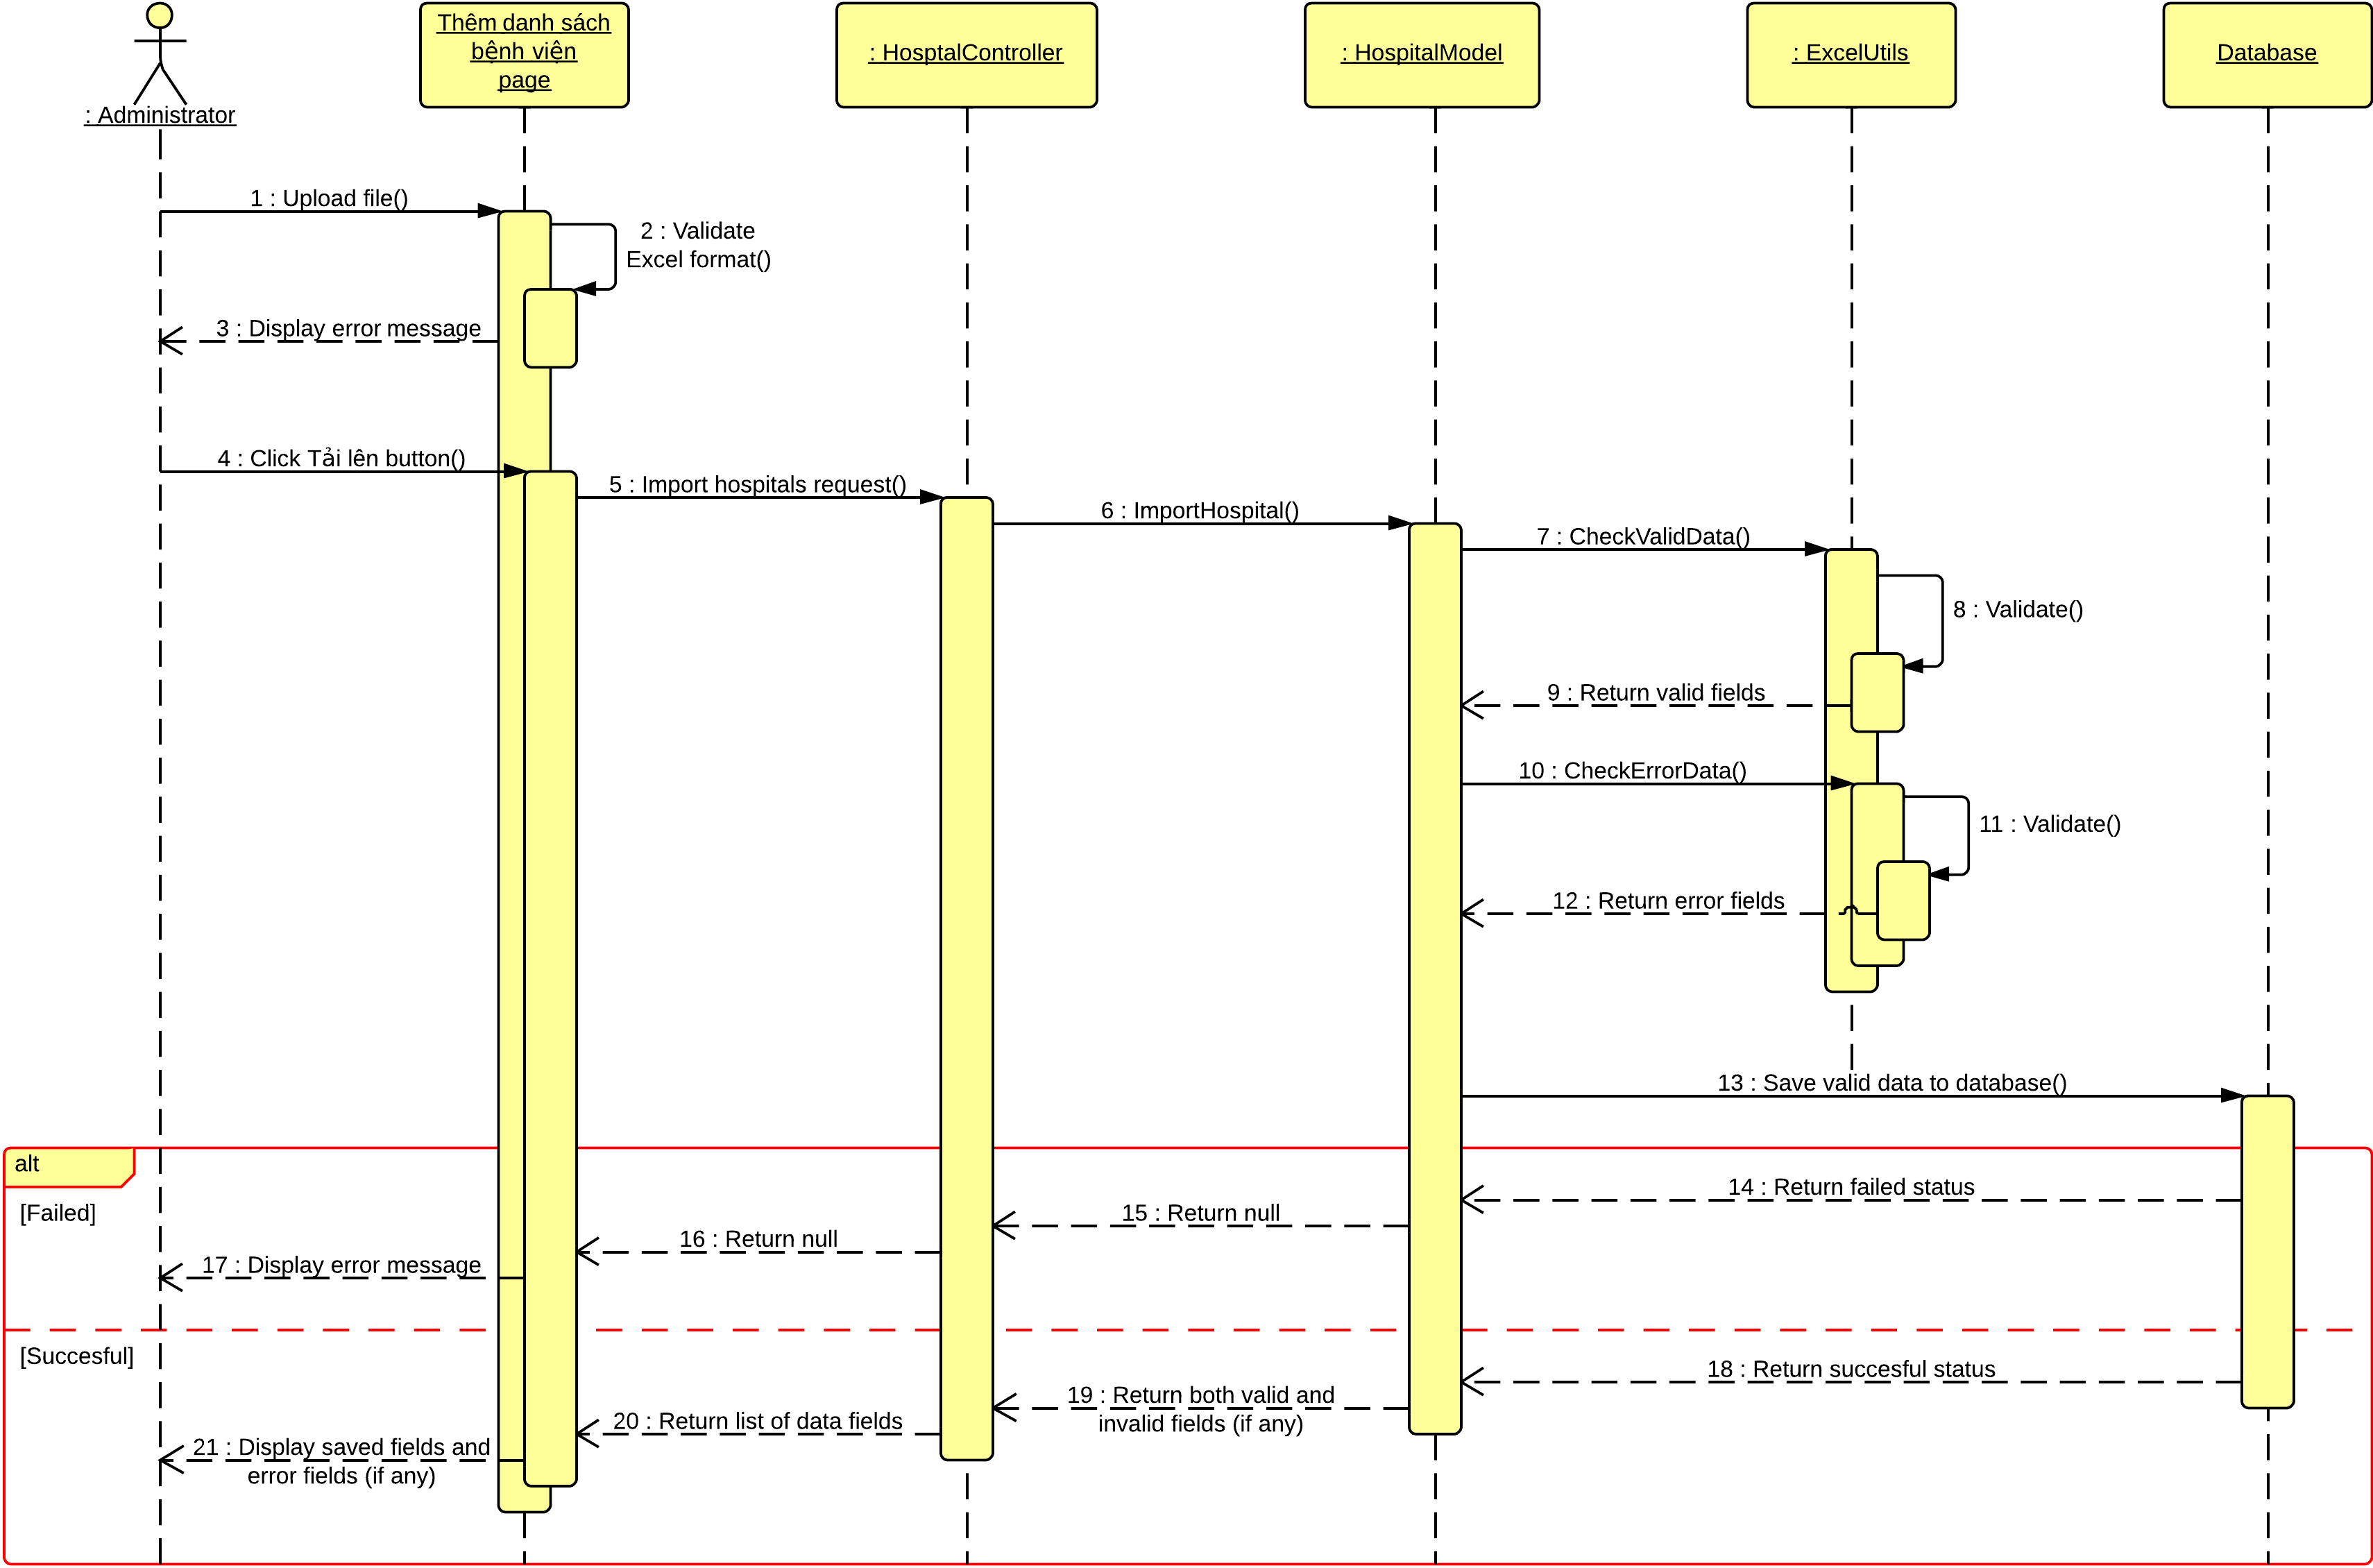 : Administrator
Thêm danh sách
bệnh viện
page
: HosptalController
: HospitalModel
: ExcelUtils
Database
1 : Upload file()
2 : Validate
Excel format()
3 : Display error message
4 : Click Tải lên button()
5 : Import hospitals request()
6 : ImportHospital()
7 : CheckValidData()
8 : Validate()
9 : Return valid fields
10 : CheckErrorData()
11 : Validate()
12 : Return error fields
13 : Save valid data to database()
alt
[Failed]
14 : Return failed status
15 : Return null
16 : Return null
17 : Display error message
[Succesful]
18 : Return succesful status
19 : Return both valid and
invalid fields (if any)
20 : Return list of data fields
21 : Display saved fields and
error fields (if any)